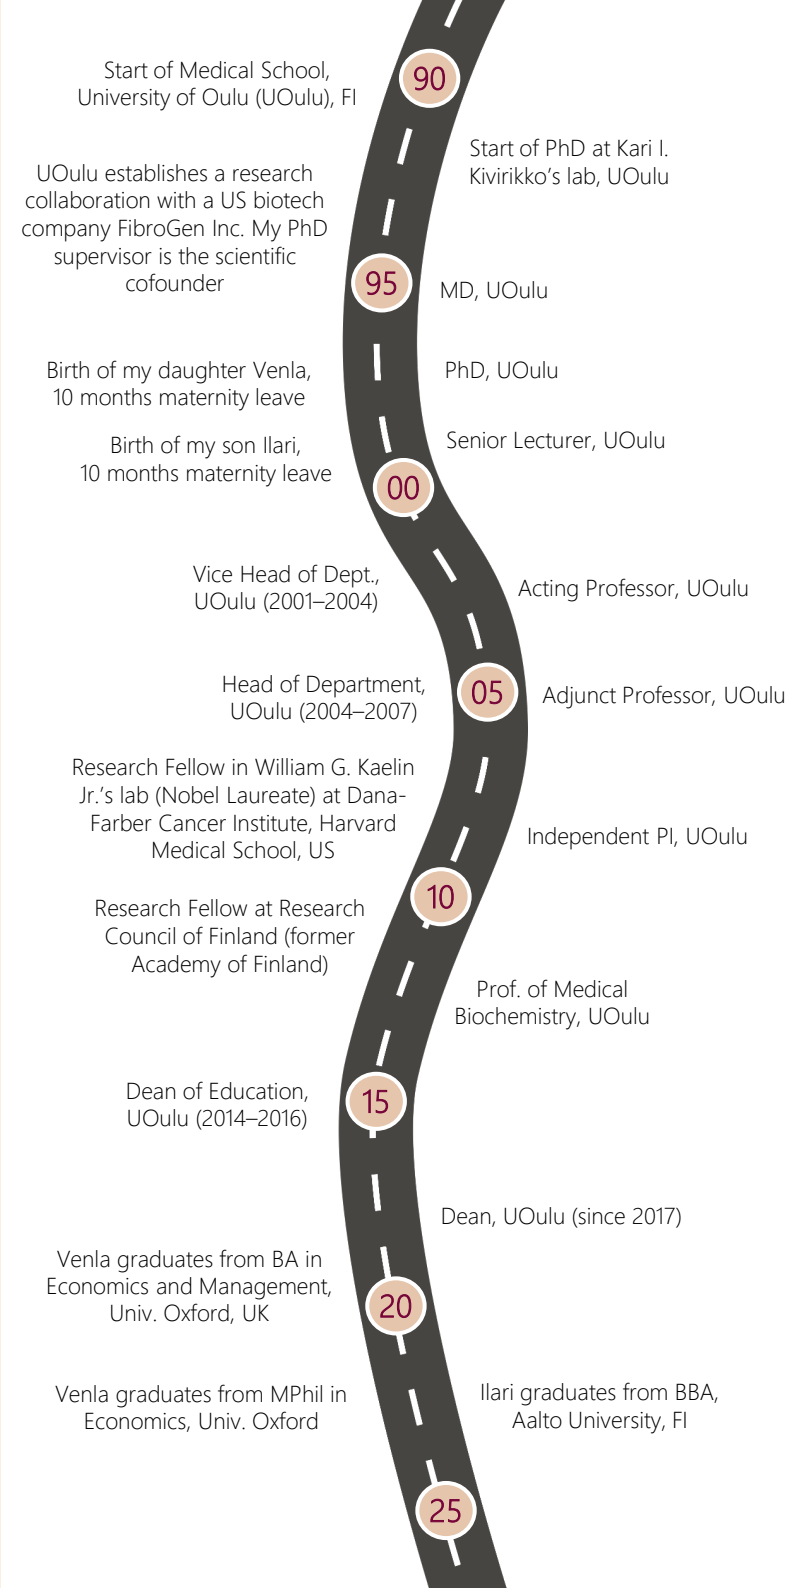 90
Start of Medical School,
University of Oulu (UOulu), FI
Start of PhD at Kari I.
Kivirikko’s lab, UOulu
UOulu establishes a research
collaboration with a US biotech
company FibroGen Inc. My PhD
supervisor is the scientific
cofounder
95
MD, UOulu
Birth of my daughter Venla,
10 months maternity leave
PhD, UOulu
Senior Lecturer, UOulu
Birth of my son Ilari,
10 months maternity leave
00
Vice Head of Dept.,
UOulu (2001–2004)
Acting Professor, UOulu
Head of Department,
UOulu (2004–2007)
05
Adjunct Professor, UOulu
Research Fellow in William G. Kaelin
Jr.’s lab (Nobel Laureate) at Dana-
Farber Cancer Institute, Harvard
Medical School, US
Independent PI, UOulu
10
Research Fellow at Research
Council of Finland (former
Academy of Finland)
Prof. of Medical
Biochemistry, UOulu
Dean of Education,
UOulu (2014–2016)
15
Dean, UOulu (since 2017)
Venla graduates from BA in
Economics and Management,
Univ. Oxford, UK
20
Venla graduates from MPhil in
Economics, Univ. Oxford
Ilari graduates from BBA,
Aalto University, FI
25